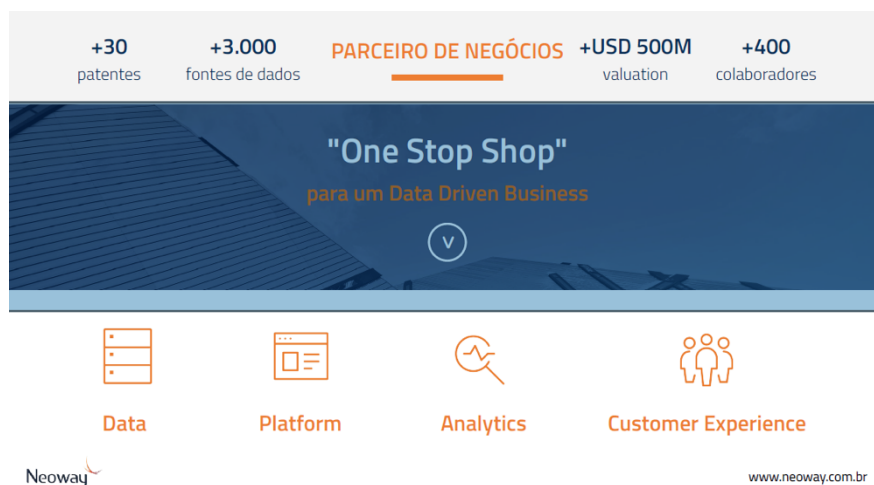 +30
patentes
+3.000
fontes de dados
PARCEIRO DE NEGÓCIOS
+USD 500M
valuation
+400
colaboradores
"One Stop Shop"
para um Data Driven Business
V
Data
Platform
Analytics
Customer Experience
Neoway
www.neoway.com.br